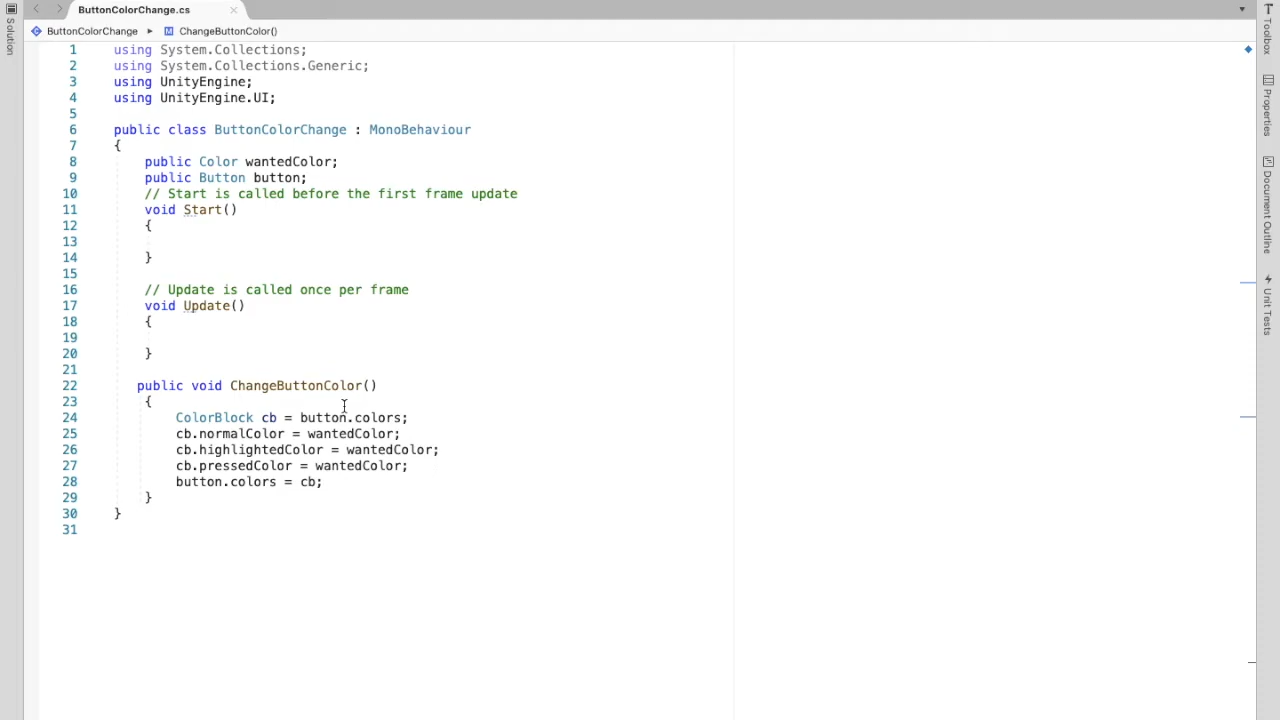 ButtonColorChange.cs
Solution
ButtonColorChange
ChangeButtonColor()
1 using System.Collections;
2 using System.Collections.Generic;
3 using UnityEngine;
4 using UnityEngine.UI;
5
6 public class ButtonColorChange : MonoBehaviour
7 {
8 public Color wantedColor;
9 public Button button;
10 // Start is called before the first frame update
11 void Start()
12 {
13
14 }
15
16 // Update is called once per frame
17 void Update()
18 {
19
20 }
21
22 public void ChangeButtonColor()
23 {
24 ColorBlock cb = button.colors;
25 cb.normalColor = wantedColor;
26 cb.highlightedColor = wantedColor;
27 cb.pressedColor = wantedColor;
28 button.colors = cb;
29 }
30 }
31
Toolbox
Properties
Document Outline
Unit Tests